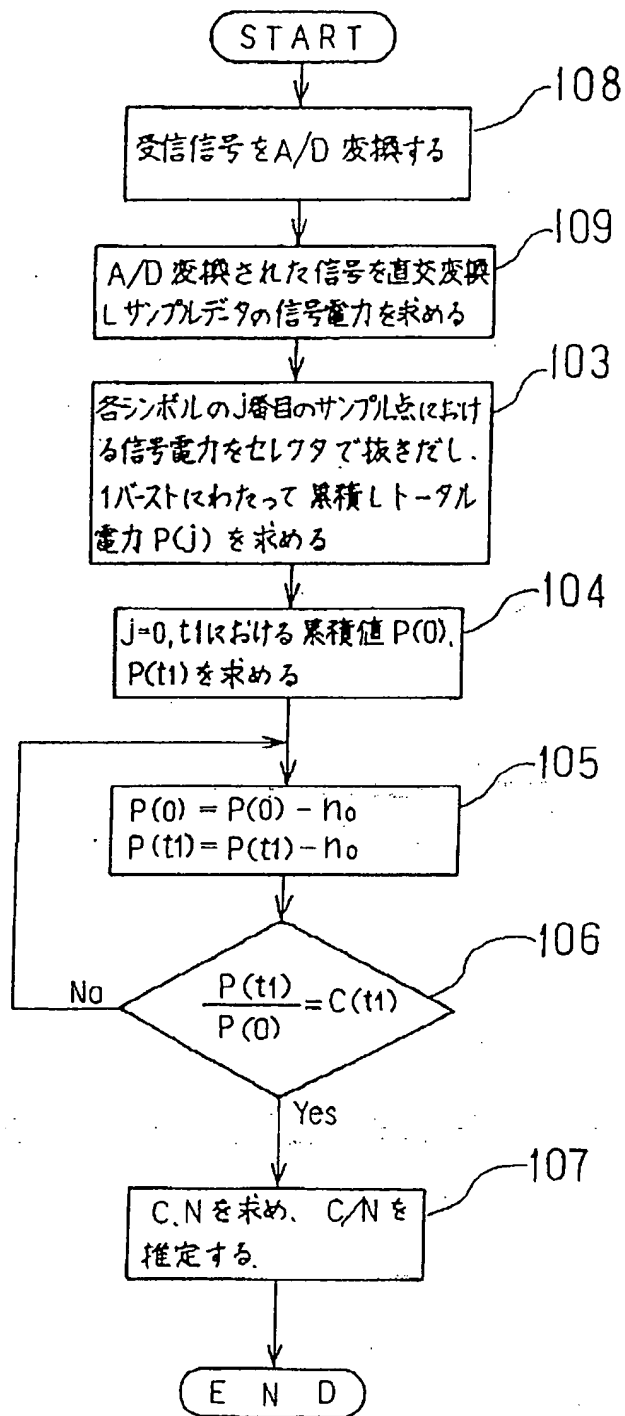 START
108
受信信号をA/D 変換する
109
A/D 変換された信号を直交変換
しサンプルデータの信号電力を求める
103
各シンボルのj番目のサンプル点におけ
る信号電力をセレクタで抜きだし、
1バーストにわたって 累積しトータル
電力 P(j) を求める
104
j=0,t1における 累積値 P(0),
P(t1) を求める
105
P(0) = P(0) − n0
P(t1) = P(t1) − n0
106
No
P(t1)
P(0)
=C(t1)
Yes
107
C、Nを求め、 C/Nを
推定する.
END